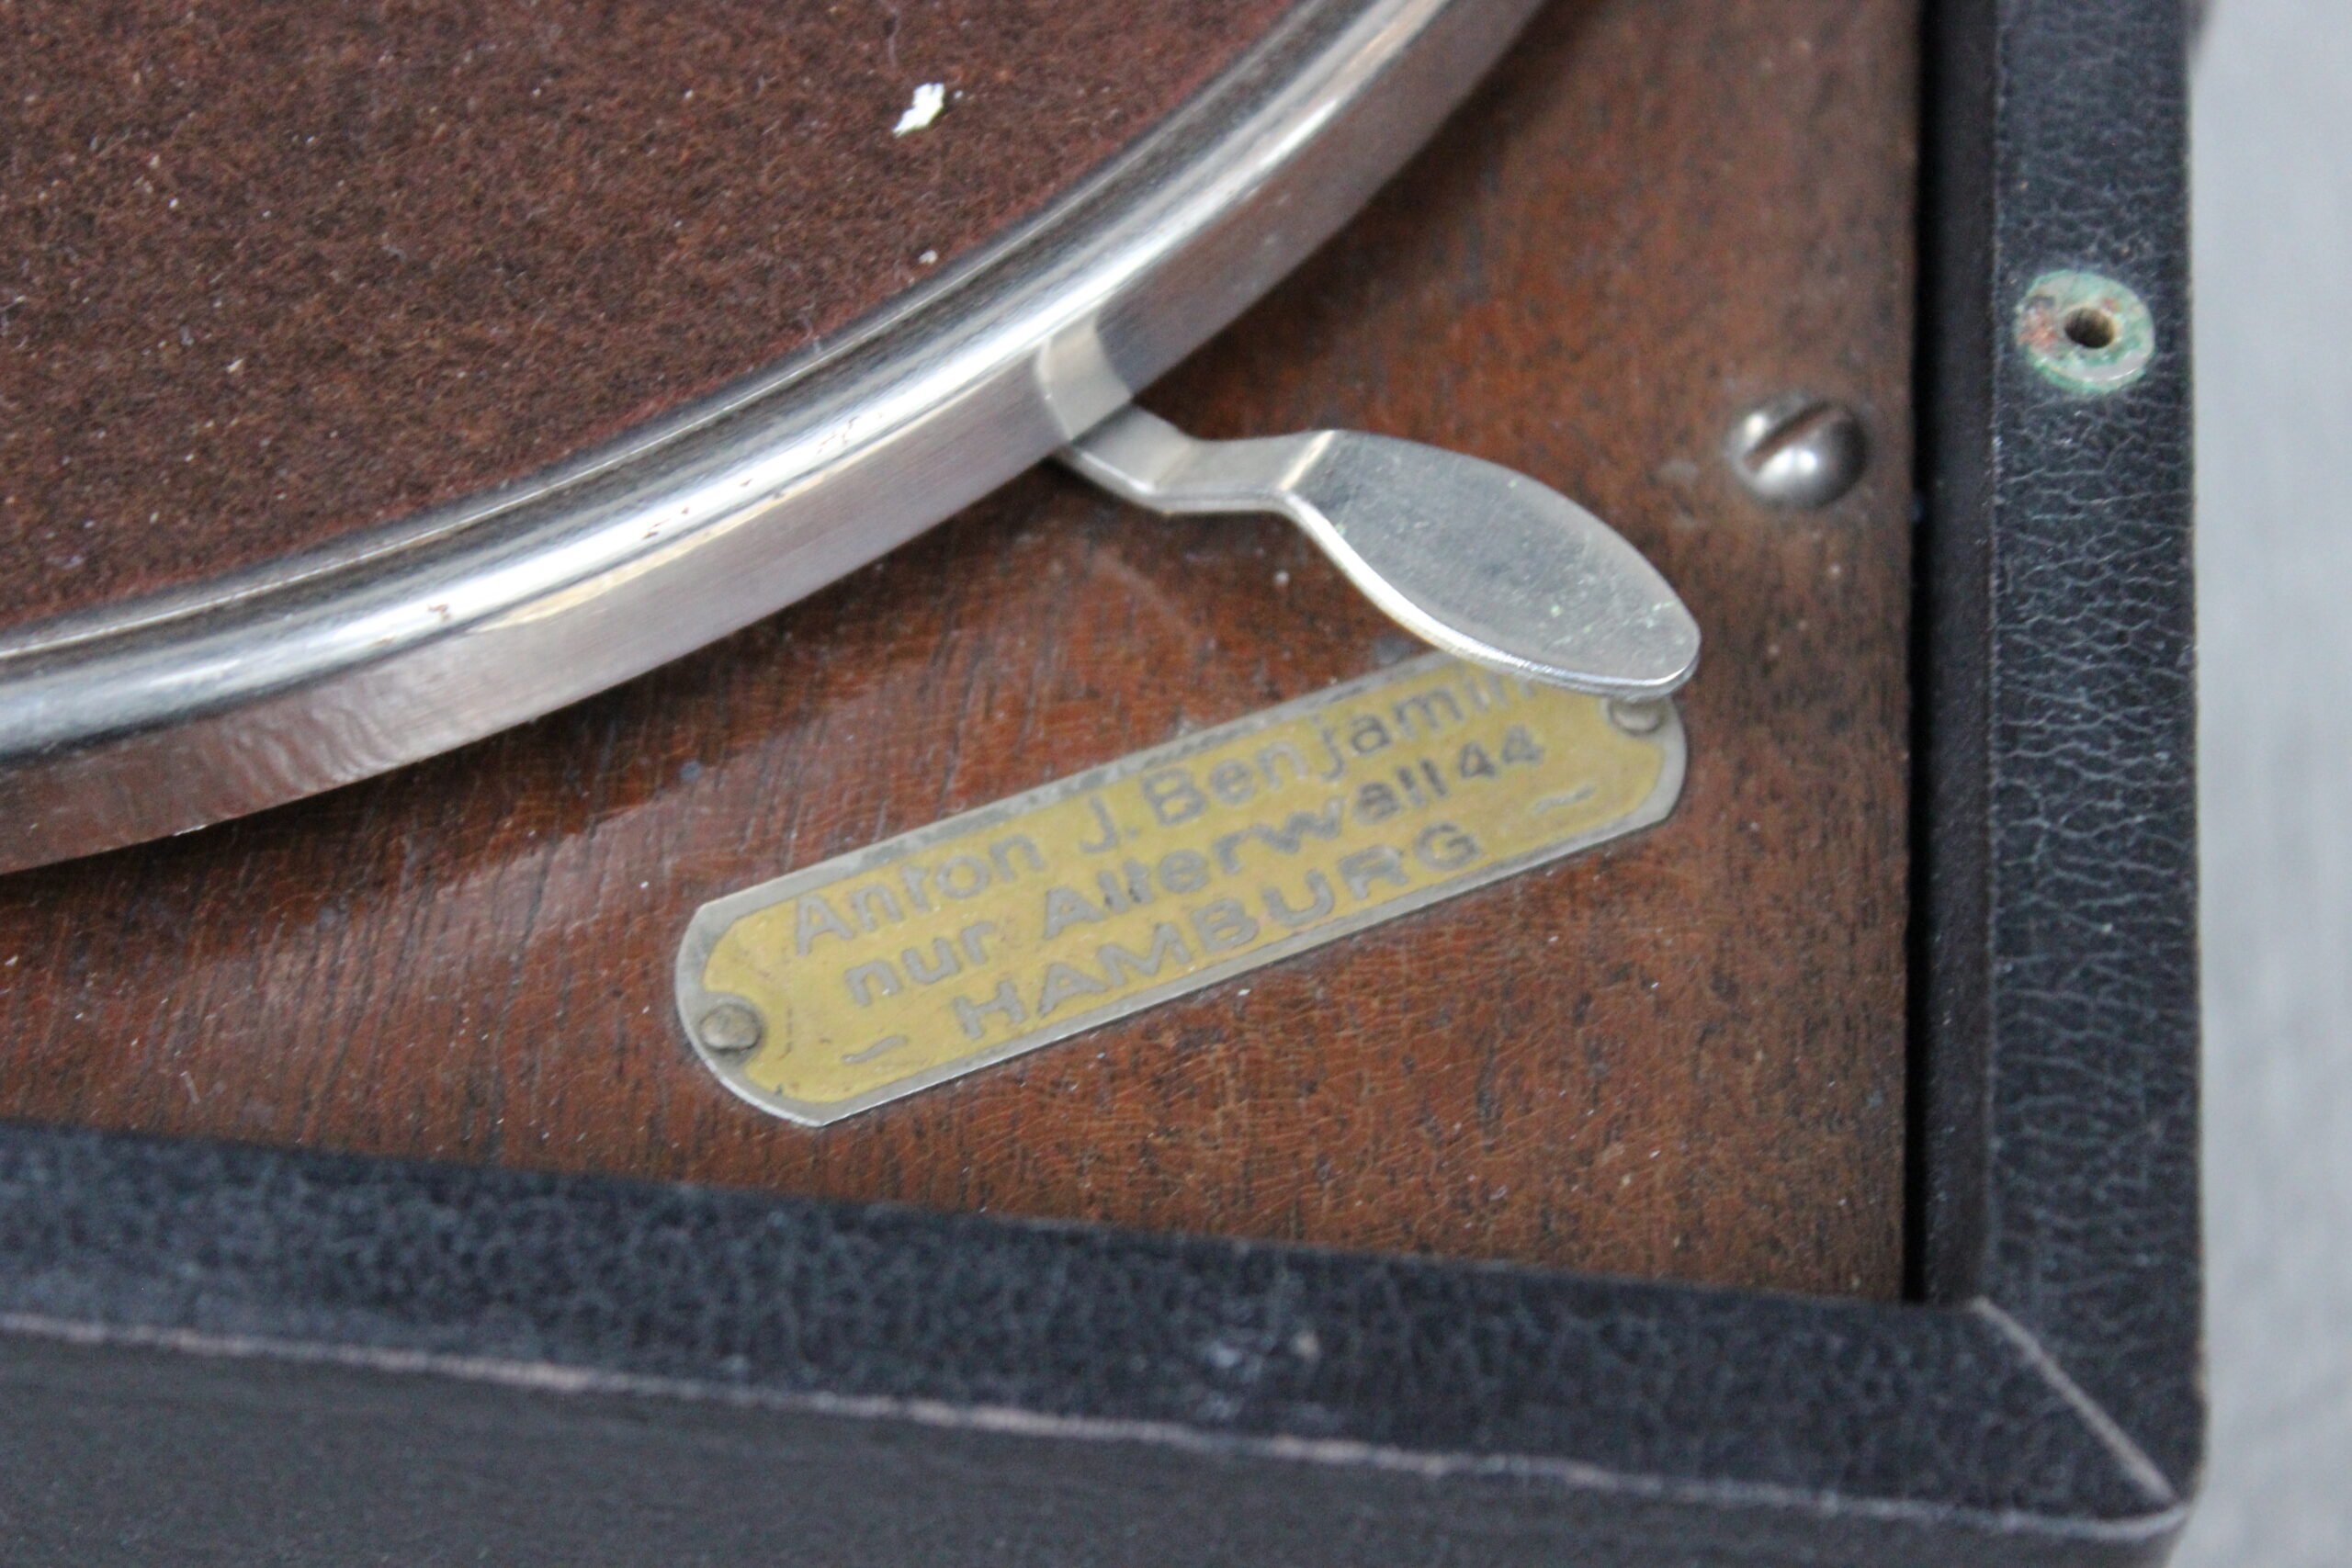 Anton J. Benjamin
nur Alterwall 44
– HAMBURG –